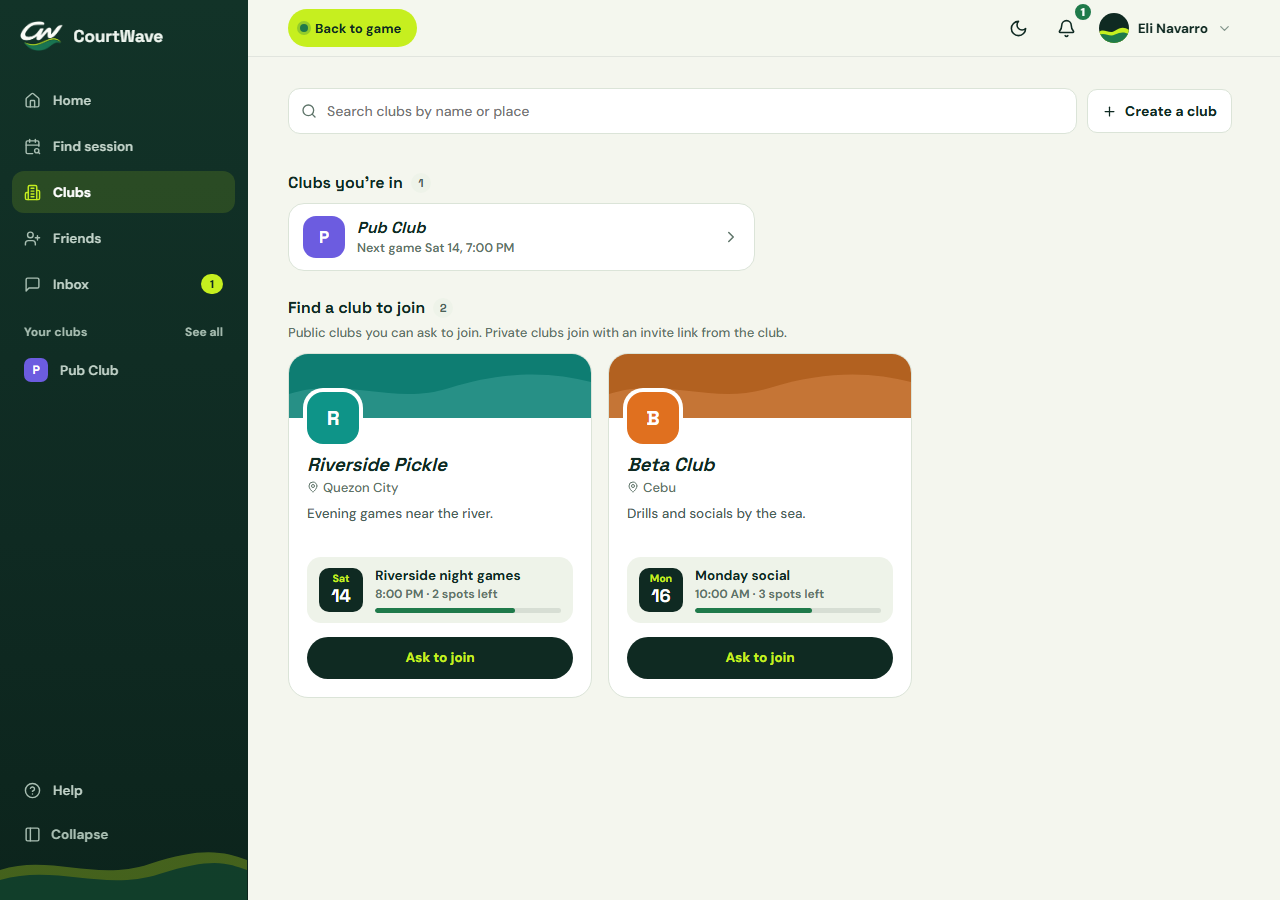 CW CourtWave
Home
Find session
Clubs
Friends
Inbox 1
Your clubs See all
P Pub Club
Help
Collapse
Back to game
1
Eli Navarro
Search clubs by name or place
Create a club
Clubs you're in 1
P
Pub Club
Next game Sat 14, 7:00 PM
Find a club to join 2
Public clubs you can ask to join. Private clubs join with an invite link from the club.
R
Riverside Pickle
Quezon City
Evening games near the river.
Sat
14
Riverside night games
8:00 PM · 2 spots left
Ask to join
B
Beta Club
Cebu
Drills and socials by the sea.
Mon
16
Monday social
10:00 AM · 3 spots left
Ask to join